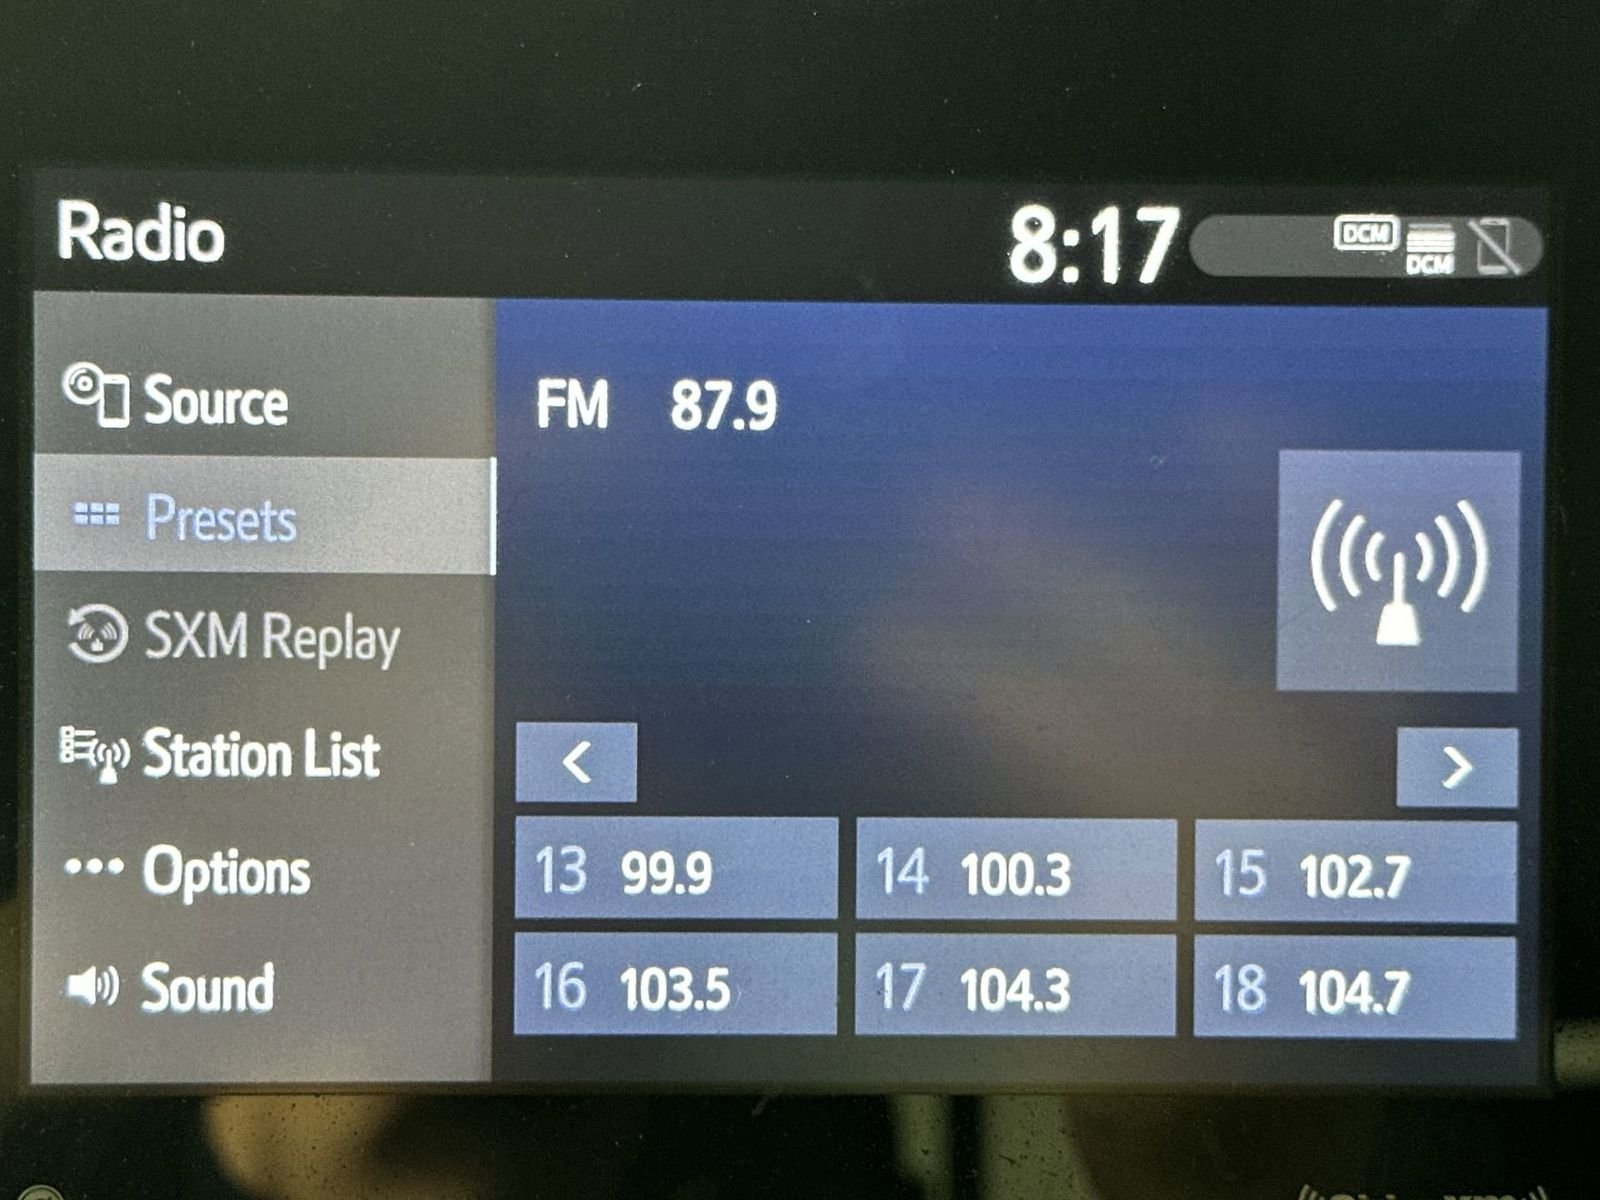 Radio
8:17
DCM
DCM
Source
Presets
SXM Replay
Station List
Options
Sound
FM 87.9
<
>
13 99.9
14 100.3
15 102.7
16 103.5
17 104.3
18 104.7